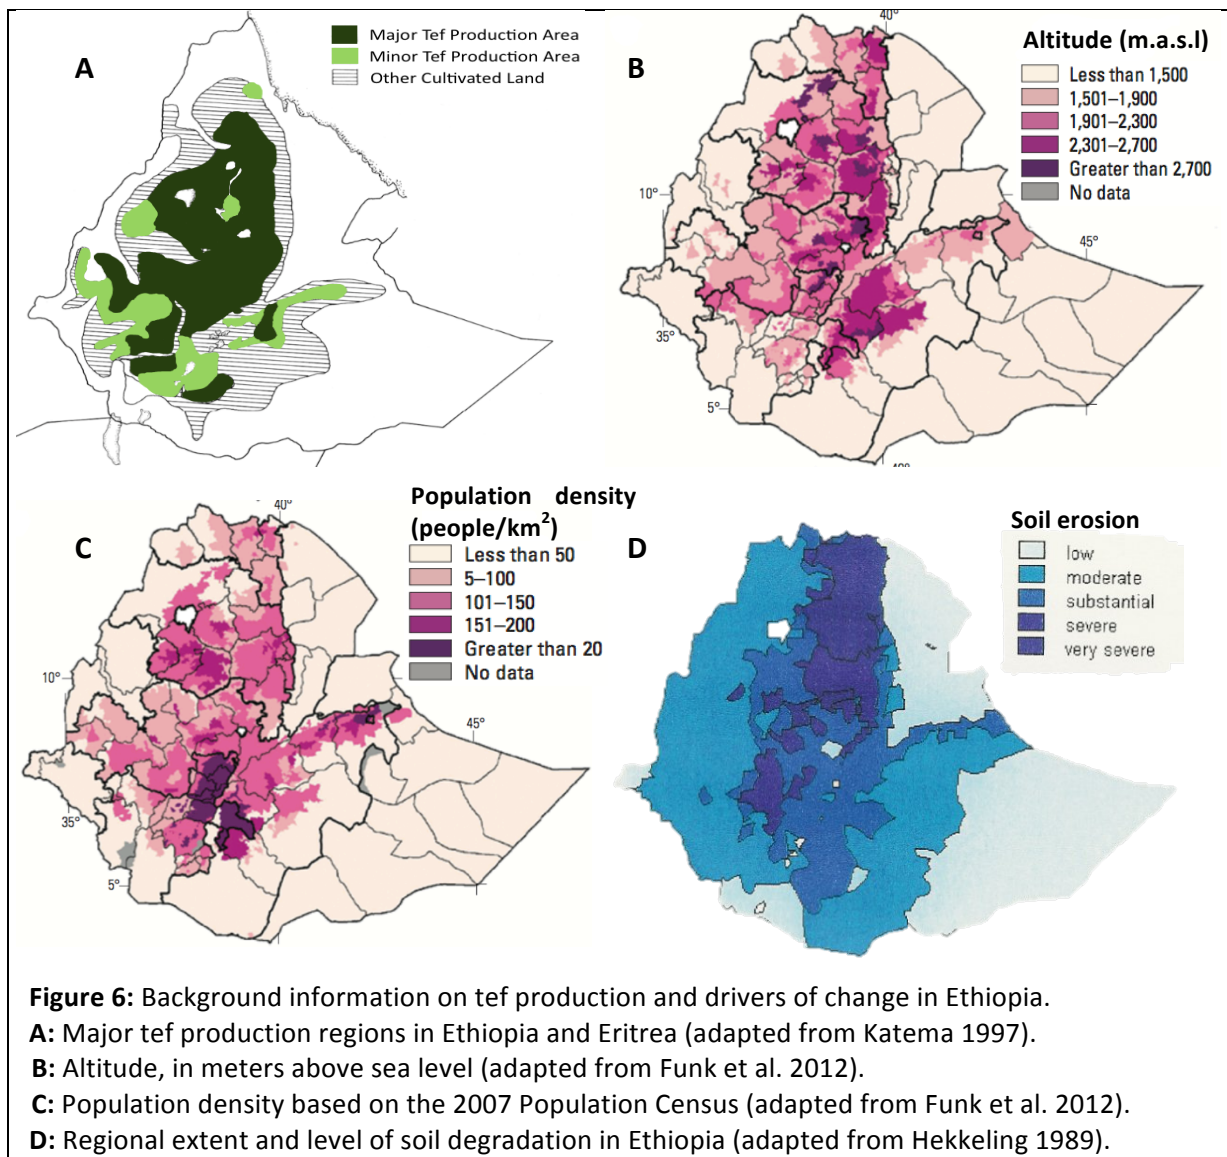 A
Major Tef Production Area
Minor Tef Production Area
Other Cultivated Land
B
40°
Altitude (m.a.s.l)
Less than 1,500
1,501–1,900
1,901–2,300
2,301–2,700
Greater than 2,700
No data
10°
45°
35°
5°
C
40°
Population density
(people/km²)
Less than 50
5–100
101–150
151–200
Greater than 20
No data
10°
45°
35°
5°
D
Soil erosion
low
moderate
substantial
severe
very severe
Figure 6: Background information on tef production and drivers of change in Ethiopia.
A: Major tef production regions in Ethiopia and Eritrea (adapted from Katema 1997).
B: Altitude, in meters above sea level (adapted from Funk et al. 2012).
C: Population density based on the 2007 Population Census (adapted from Funk et al. 2012).
D: Regional extent and level of soil degradation in Ethiopia (adapted from Hekkeling 1989).